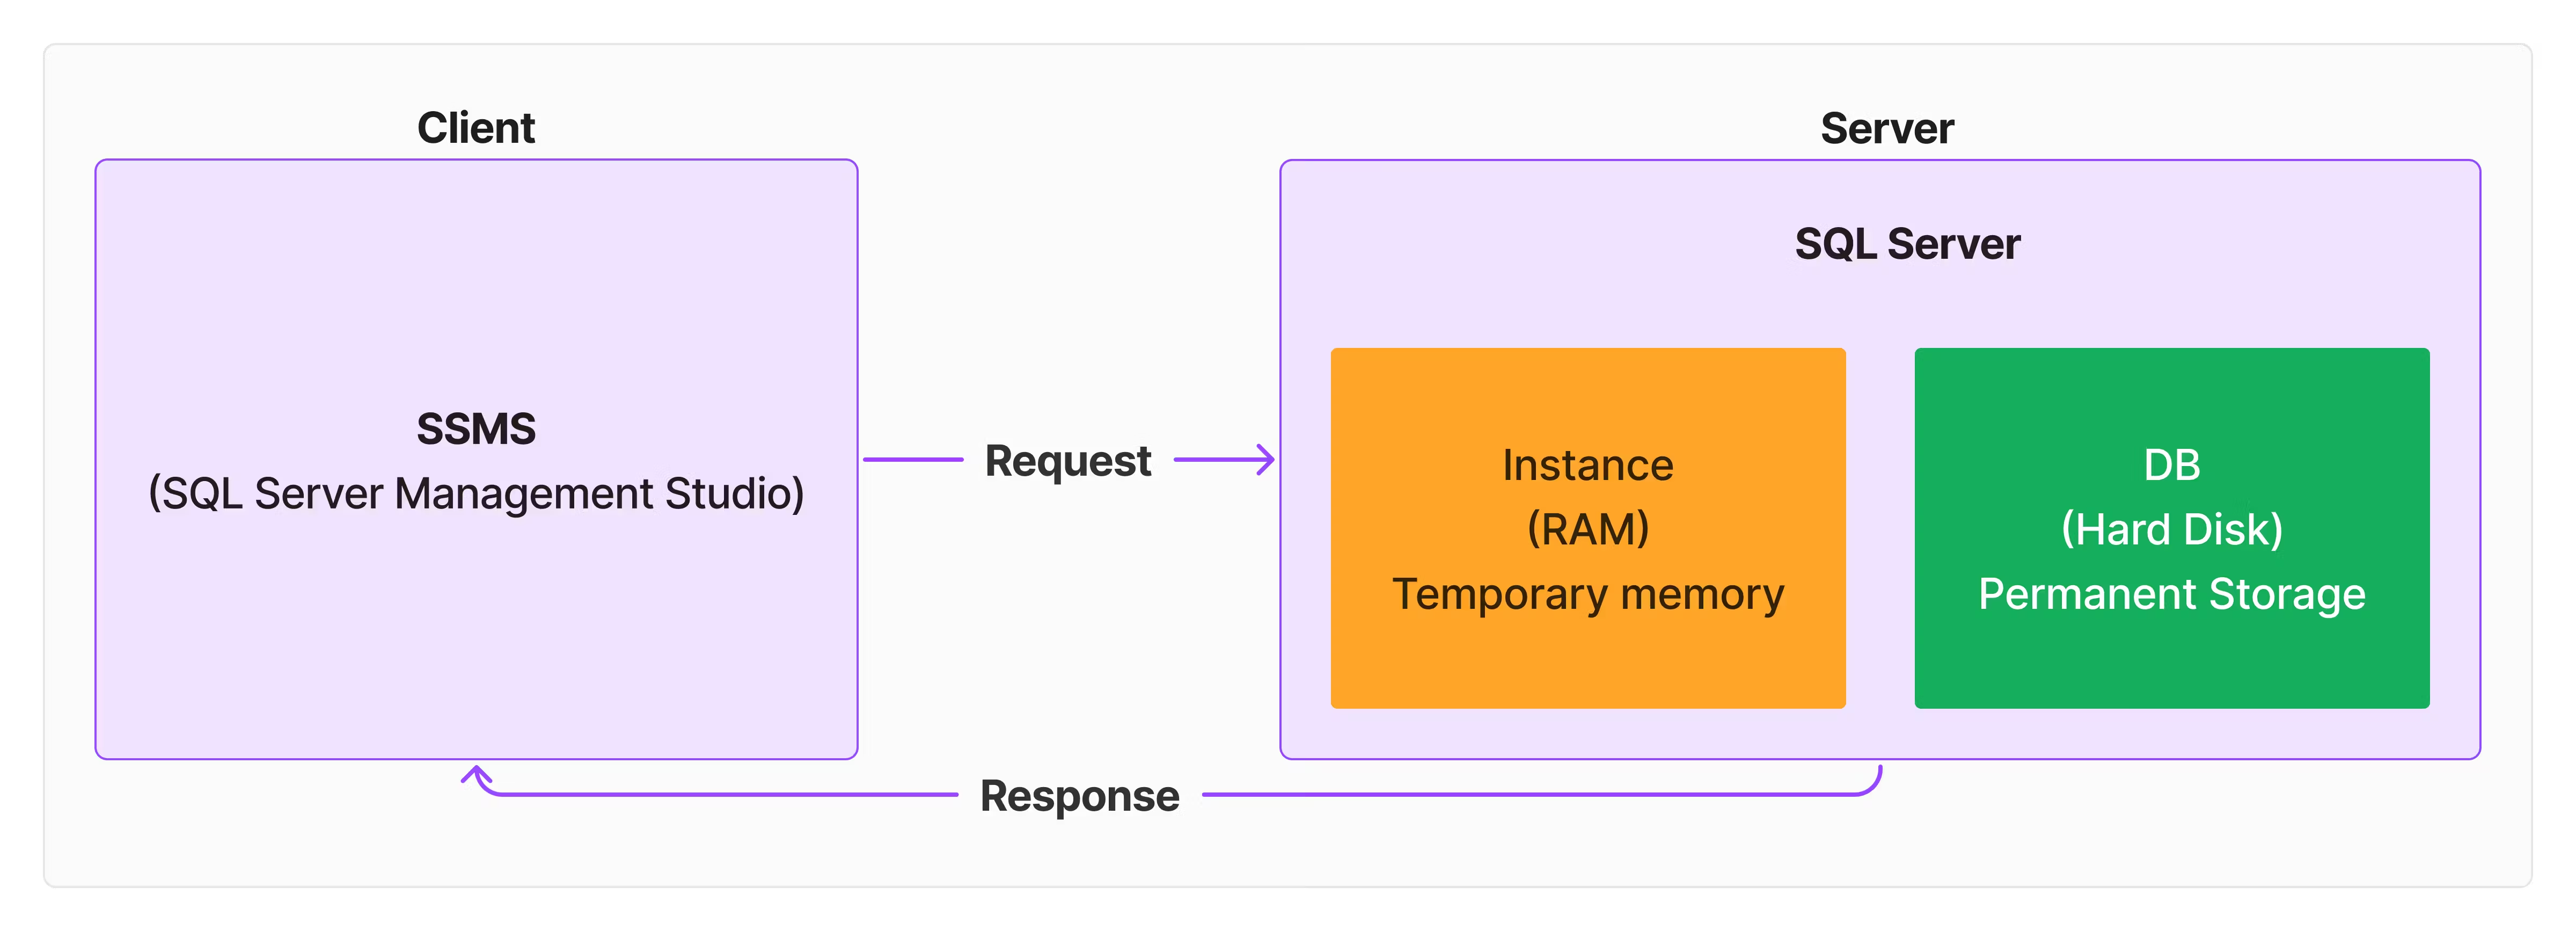 Client
SSMS
(SQL Server Management Studio)
Request
Response
Server
SQL Server
Instance
(RAM)
Temporary memory
DB
(Hard Disk)
Permanent Storage